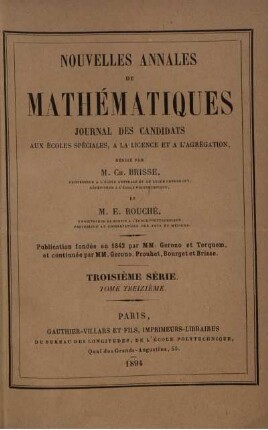 NOUVELLES ANNALES
DE
MATHÉMATIQUES
JOURNAL DES CANDIDATS
AUX ÉCOLES SPÉCIALES, A LA LICENCE ET A L'AGRÉGATION,
RÉDIGÉ PAR
M. CH. BRISSE,
ET
M. E. ROUCHÉ,
Publication fondée en 1842 par MM. Gerono et Terquem,
et continuée par MM. Gerono, Prouhet, Bourget et Brisse.
TROISIÈME SÉRIE.
TOME TREIZIÈME.
PARIS,
GAUTHIER-VILLARS ET FILS, IMPRIMEURS-LIBRAIRES
DU BUREAU DES LONGITUDES, DE L'ÉCOLE POLYTECHNIQUE,
Quai des Grands-Augustins, 55.
1894